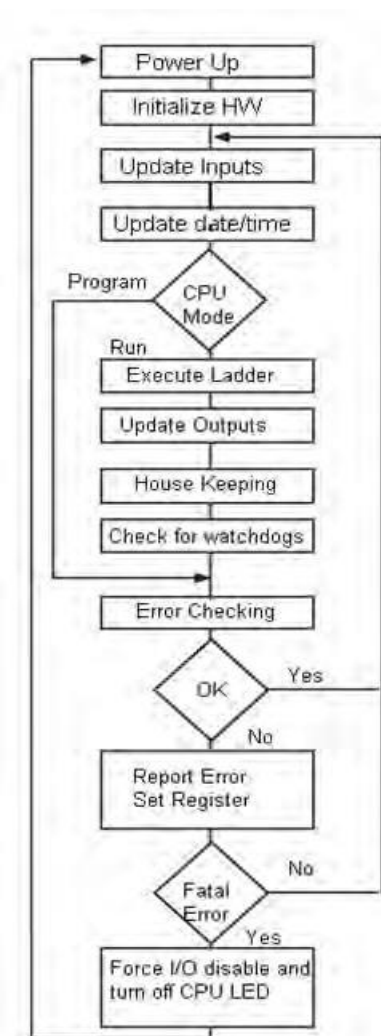 Power Up
Initialize HW
Update Inputs
Update date/time
Program
CPU
Mode
Run
Execute Ladder
Update Outputs
House Keeping
Check for watchdogs
Error Checking
OK
Yes
No
Report Error
Set Register
No
Fatal
Error
Yes
Force I/O disable and
turn off CPU LED